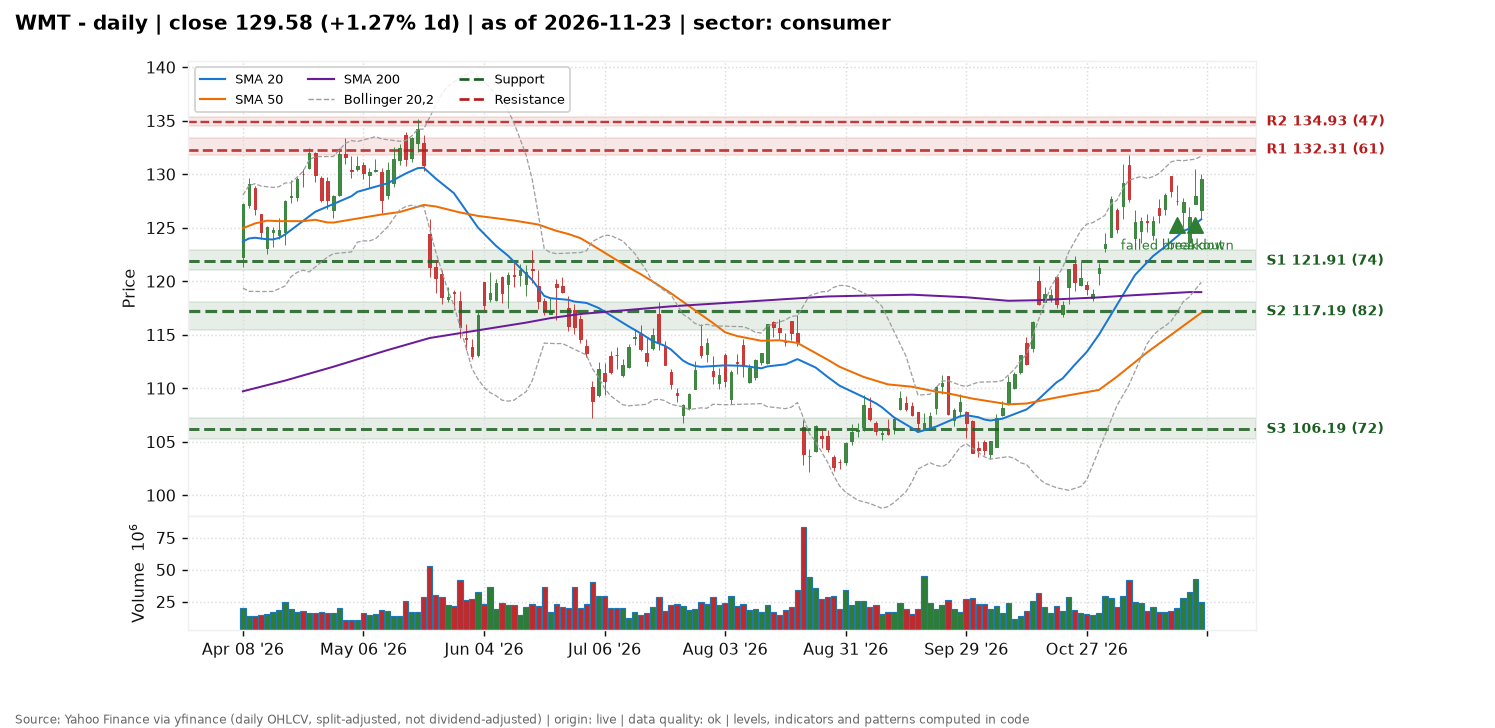 WMT - daily | close 129.58 (+1.27% 1d) | as of 2026-11-23 | sector: consumer
SMA 20
SMA 50
SMA 200
Bollinger 20,2
Support
Resistance
Price
140
135
130
125
120
115
110
105
100
R2 134.93 (47)
R1 132.31 (61)
S1 121.91 (74)
S2 117.19 (82)
S3 106.19 (72)
failed breakdown
Volume 10⁶
75
50
25
Apr 08 '26
May 06 '26
Jun 04 '26
Jul 06 '26
Aug 03 '26
Aug 31 '26
Sep 29 '26
Oct 27 '26
Source: Yahoo Finance via yfinance (daily OHLCV, split-adjusted, not dividend-adjusted) | origin: live | data quality: ok | levels, indicators and patterns computed in code